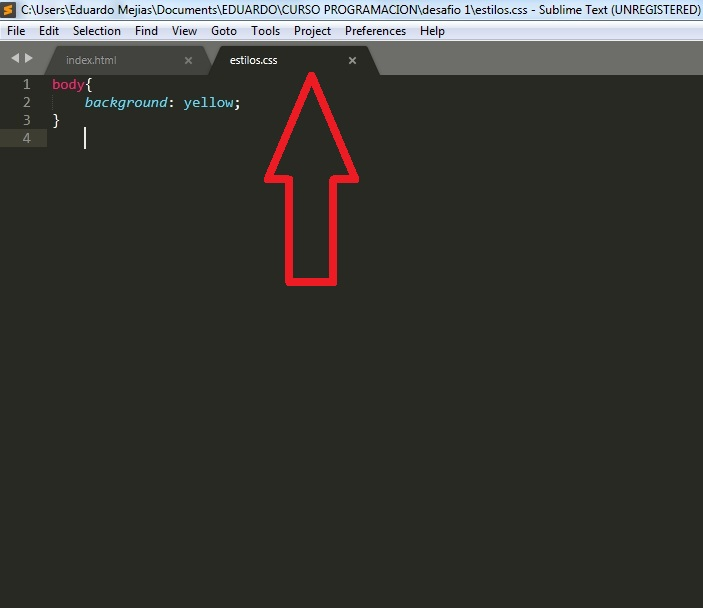 C:\Users\Eduardo Mejias\Documents\EDUARDO\CURSO PROGRAMACION\desafio 1\estilos.css - Sublime Text (UNREGISTERED)
File Edit Selection Find View Goto Tools Project Preferences Help
index.html × estilos.css ×
1 body{
2 background: yellow;
3 }
4